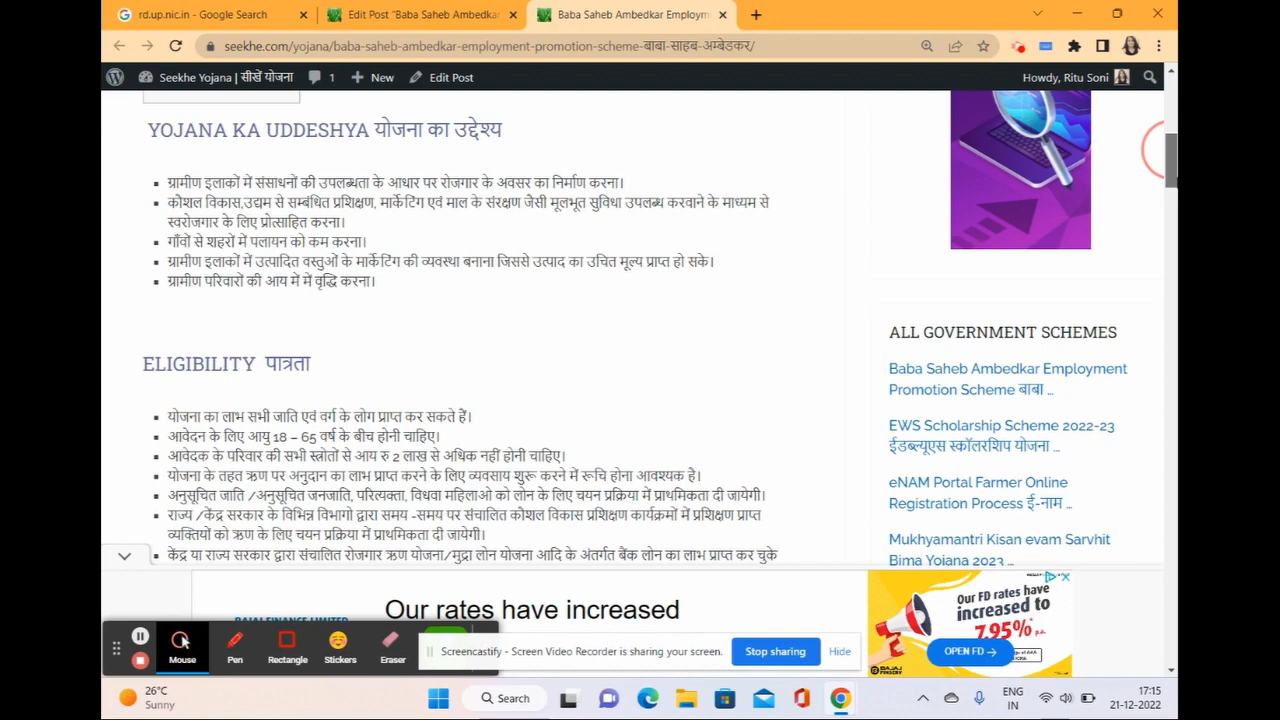 rd.up.nic.in - Google Search
Edit Post "Baba Saheb Ambedkar
Baba Saheb Ambedkar Employm
seekhe.com/yojana/baba-saheb-ambedkar-employment-promotion-scheme-बाबा-साहब-अम्बेडकर/
Seekhe Yojana | सीखें योजना
1
New
Edit Post
Howdy, Ritu Soni
YOJANA KA UDDESHYA योजना का उद्देश्य
ग्रामीण इलाकों में संसाधनों की उपलब्धता के आधार पर रोजगार के अवसर का निर्माण करना।
कौशल विकास,उद्यम से सम्बंधित प्रशिक्षण, मार्केटिंग एवं माल के संरक्षण जैसी मूलभूत सुविधा उपलब्ध करवाने के माध्यम से
स्वरोजगार के लिए प्रोत्साहित करना।
गाँवों से शहरों में पलायन को कम करना।
ग्रामीण इलाकों में उत्पादित वस्तुओं के मार्केटिंग की व्यवस्था बनाना जिससे उत्पाद का उचित मूल्य प्राप्त हो सके।
ग्रामीण परिवारों की आय में में वृद्धि करना।
ELIGIBILITY पात्रता
योजना का लाभ सभी जाति एवं वर्ग के लोग प्राप्त कर सकते हैं।
आवेदन के लिए आयु 18 – 65 वर्ष के बीच होनी चाहिए।
आवेदक के परिवार की सभी स्त्रोतों से आय रु 2 लाख से अधिक नहीं होनी चाहिए।
योजना के तहत ऋण पर अनुदान का लाभ प्राप्त करने के लिए व्यवसाय शुरू करने में रूचि होना आवश्यक है।
अनुसूचित जाति /अनुसूचित जनजाति, परित्यक्ता, विधवा महिलाओ को लोन के लिए चयन प्रक्रिया में प्राथमिकता दी जायेगी।
राज्य /केंद्र सरकार के विभिन्न विभागो द्वारा समय -समय पर संचालित कौशल विकास प्रशिक्षण कार्यक्रमों में प्रशिक्षण प्राप्त
व्यक्तियों को ऋण के लिए चयन प्रक्रिया में प्राथमिकता दी जायेगी।
केंद्र या राज्य सरकार द्वारा संचालित रोजगार ऋण योजना/मुद्रा लोन योजना आदि के अंतर्गत बैंक लोन का लाभ प्राप्त कर चुके
ALL GOVERNMENT SCHEMES
Baba Saheb Ambedkar Employment
Promotion Scheme बाबा ...
EWS Scholarship Scheme 2022-23
ईडब्ल्यूएस स्कॉलरशिप योजना ...
eNAM Portal Farmer Online
Registration Process ई-नाम ...
Mukhyamantri Kisan evam Sarvhit
Bima Yojana 2023 ...
Our rates have increased
Our FD rates have
increased to
7.95% p.a.
OPEN FD →
BAJAJ
FINSERV
Mouse
Pen
Rectangle
Stickers
Eraser
Screencastify - Screen Video Recorder is sharing your screen.
Stop sharing
Hide
26°C
Sunny
Search
ENG
IN
17:15
21-12-2022